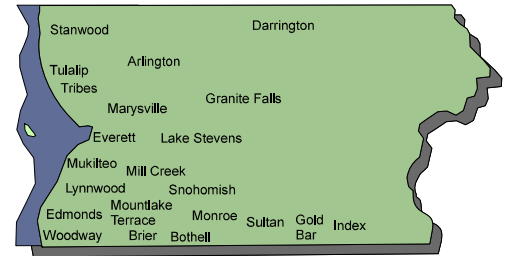 Darrington
Stanwood
Arlington
Tulalip
Tribes
Granite Falls
Marysville
Everett
Lake Stevens
Mukilteo
Mill Creek
Lynnwood
Snohomish
Mountlake
Terrace
Edmonds
Monroe
Sultan
Gold
Bar
Index
Woodway
Brier
Bothell